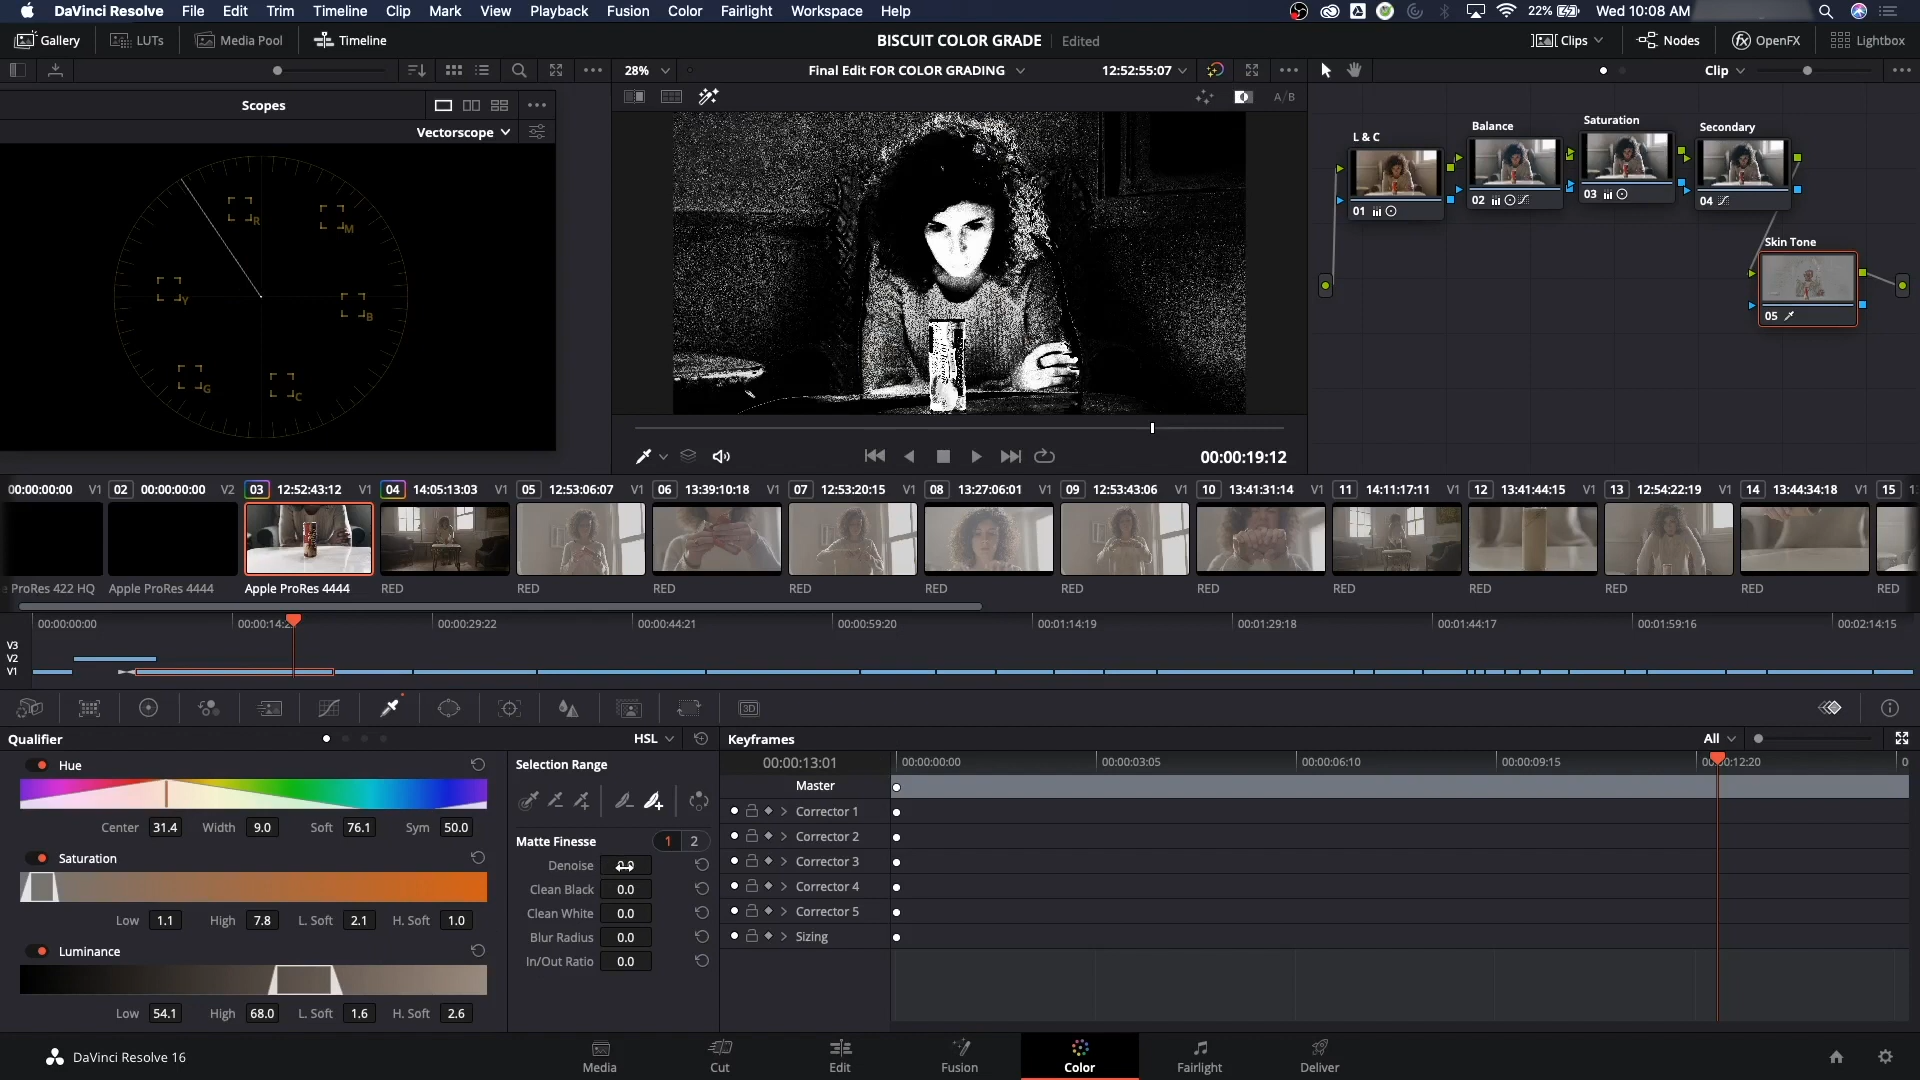 DaVinci Resolve File Edit Trim Timeline Clip Mark View Playback Fusion Color Fairlight Workspace Help 22% Wed 10:08 AM
Gallery LUTs Media Pool Timeline BISCUIT COLOR GRADE Edited Clips Nodes OpenFX Lightbox
28% Final Edit FOR COLOR GRADING 12:52:55:07 Clip
Scopes
A/B
Vectorscope
R
M
Y
B
G
C
L & C
Balance
Saturation
Secondary
01
02
03
04
Skin Tone
05
00:00:19:12
00:00:00:00 V1 02 00:00:00:00 V2 03 12:52:43:12 V1 04 14:05:13:03 V1 05 12:53:06:07 V1 06 13:39:10:18 V1 07 12:53:20:15 V1 08 13:27:06:01 V1 09 12:53:43:06 V1 10 13:41:31:14 V1 11 14:11:17:11 V1 12 13:41:44:15 V1 13 12:54:22:19 V1 14 13:44:34:18 V1 15
e ProRes 422 HQ Apple ProRes 4444 Apple ProRes 4444 RED RED RED RED RED RED RED RED RED RED RED RED
00:00:00:00 00:00:14:2 00:00:29:22 00:00:44:21 00:00:59:20 00:01:14:19 00:01:29:18 00:01:44:17 00:01:59:16 00:02:14:15
V3
V2
V1
3D
Qualifier HSL Keyframes All
Hue Selection Range 00:00:13:01 00:00:00:00 00:00:03:05 00:00:06:10 00:00:09:15 00:00:12:20 0
Master
Corrector 1
Center 31.4 Width 9.0 Soft 76.1 Sym 50.0
Matte Finesse 1 2 Corrector 2
Saturation Denoise 0.0 Corrector 3
Clean Black 0.0 Corrector 4
Low 1.1 High 7.8 L. Soft 2.1 H. Soft 1.0 Clean White 0.0 Corrector 5
Blur Radius 0.0 Sizing
Luminance In/Out Ratio 0.0
Low 54.1 High 68.0 L. Soft 1.6 H. Soft 2.6
DaVinci Resolve 16 Media Cut Edit Fusion Color Fairlight Deliver